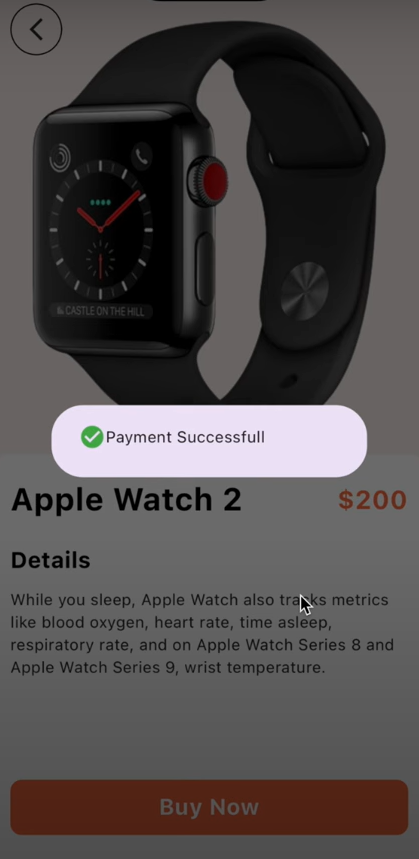 CASTLE ON THE HILL
Payment Successfull
Apple Watch 2
$200
Details
While you sleep, Apple Watch also tracks metrics
like blood oxygen, heart rate, time asleep,
respiratory rate, and on Apple Watch Series 8 and
Apple Watch Series 9, wrist temperature.
Buy Now